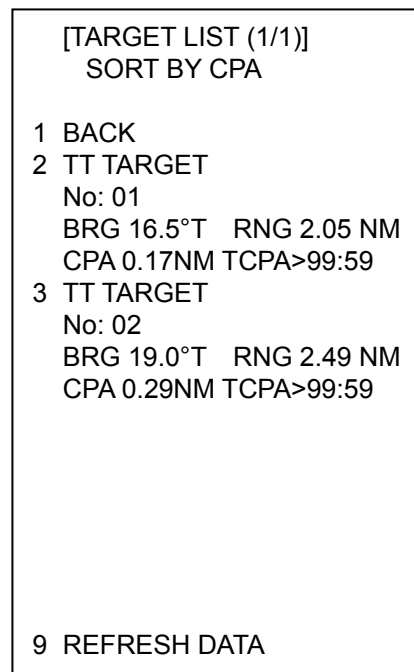 [TARGET LIST (1/1)]
SORT BY CPA
1 BACK
2 TT TARGET
No: 01
BRG 16.5°T RNG 2.05 NM
CPA 0.17NM TCPA>99:59
3 TT TARGET
No: 02
BRG 19.0°T RNG 2.49 NM
CPA 0.29NM TCPA>99:59
9 REFRESH DATA